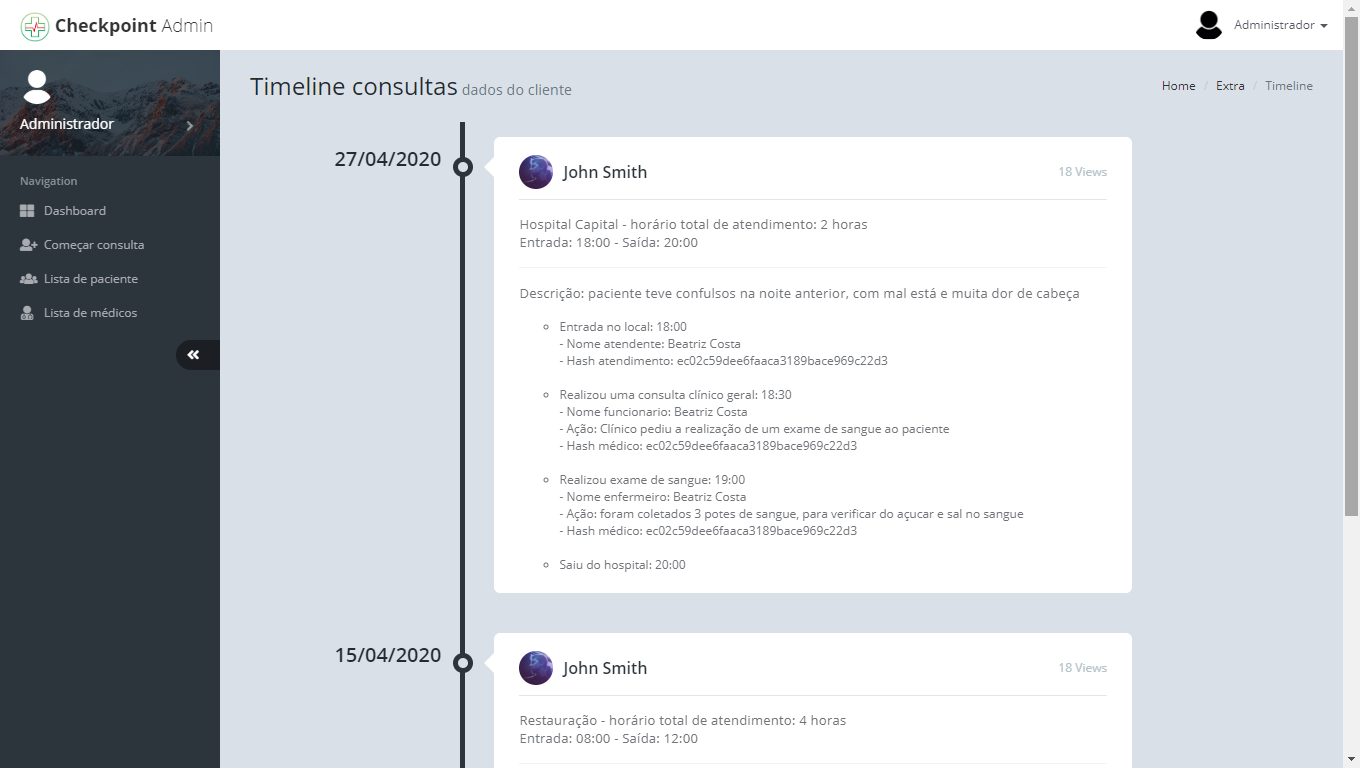 Checkpoint Admin
Administrador
Administrador
Navigation
Dashboard
Começar consulta
Lista de paciente
Lista de médicos
Timeline consultas dados do cliente
Home / Extra / Timeline
27/04/2020
John Smith
18 Views
Hospital Capital - horário total de atendimento: 2 horas
Entrada: 18:00 - Saída: 20:00
Descrição: paciente teve confulsos na noite anterior, com mal está e muita dor de cabeça
Entrada no local: 18:00
- Nome atendente: Beatriz Costa
- Hash atendimento: ec02c59dee6faaca3189bace969c22d3
Realizou uma consulta clínico geral: 18:30
- Nome funcionario: Beatriz Costa
- Ação: Clínico pediu a realização de um exame de sangue ao paciente
- Hash médico: ec02c59dee6faaca3189bace969c22d3
Realizou exame de sangue: 19:00
- Nome enfermeiro: Beatriz Costa
- Ação: foram coletados 3 potes de sangue, para verificar do açucar e sal no sangue
- Hash médico: ec02c59dee6faaca3189bace969c22d3
Saiu do hospital: 20:00
15/04/2020
John Smith
18 Views
Restauração - horário total de atendimento: 4 horas
Entrada: 08:00 - Saída: 12:00